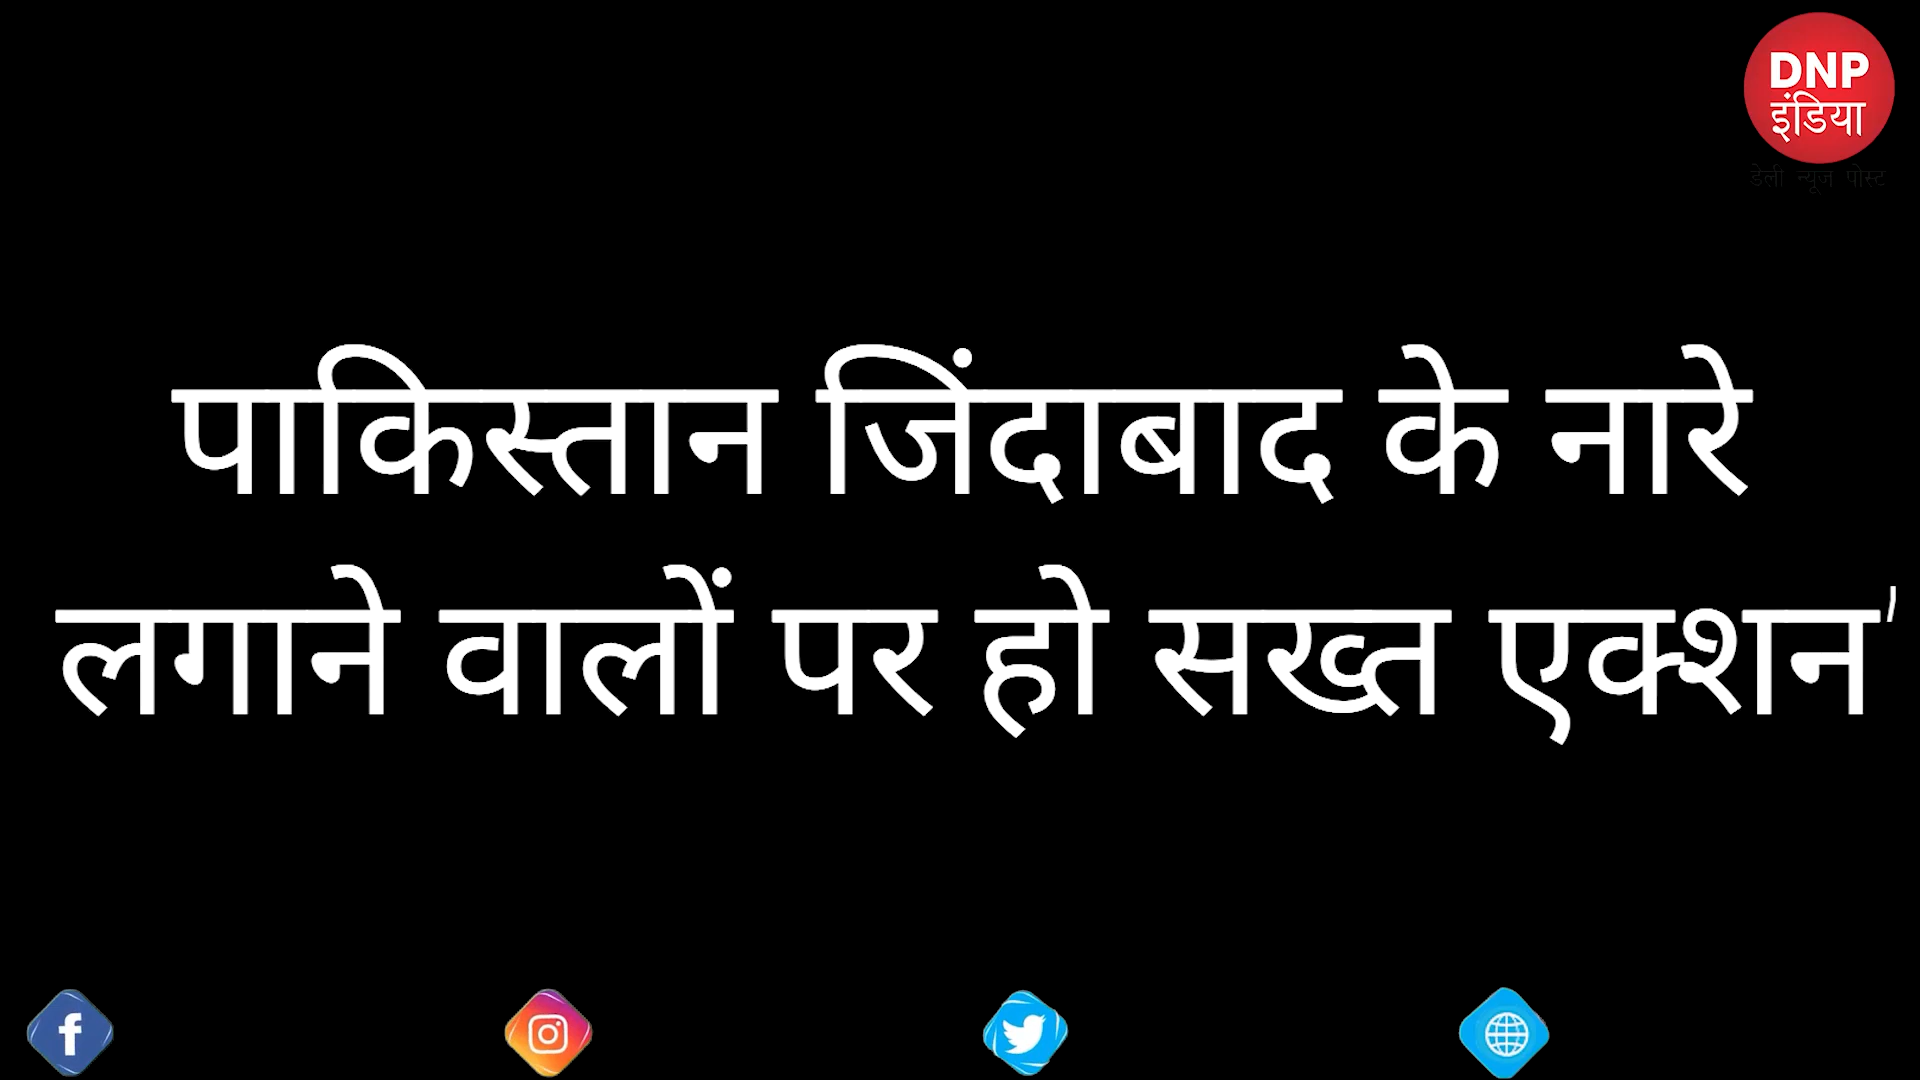 DNP
इंडिया
डेली न्यूज पोस्ट
पाकिस्तान जिंदाबाद के नारे
लगाने वालों पर हो सख्त एक्शन'